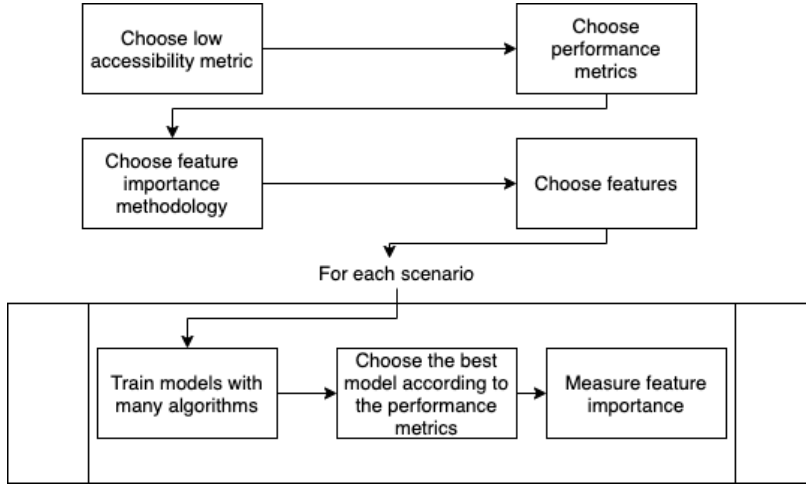 Choose low
accessibility metric
Choose
performance
metrics
Choose feature
importance
methodology
Choose features
For each scenario
Train models with
many algorithms
Choose the best
model according to
the performance
metrics
Measure feature
importance